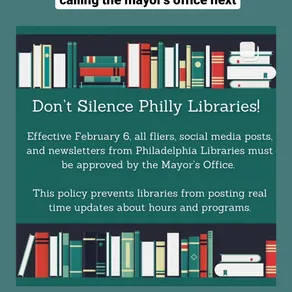 calling the mayor's office next
Don't Silence Philly Libraries!
Effective February 6, all fliers, social media posts,
and newsletters from Philadelphia Libraries must
be approved by the Mayor's Office.
This policy prevents libraries from posting real
time updates about hours and programs.